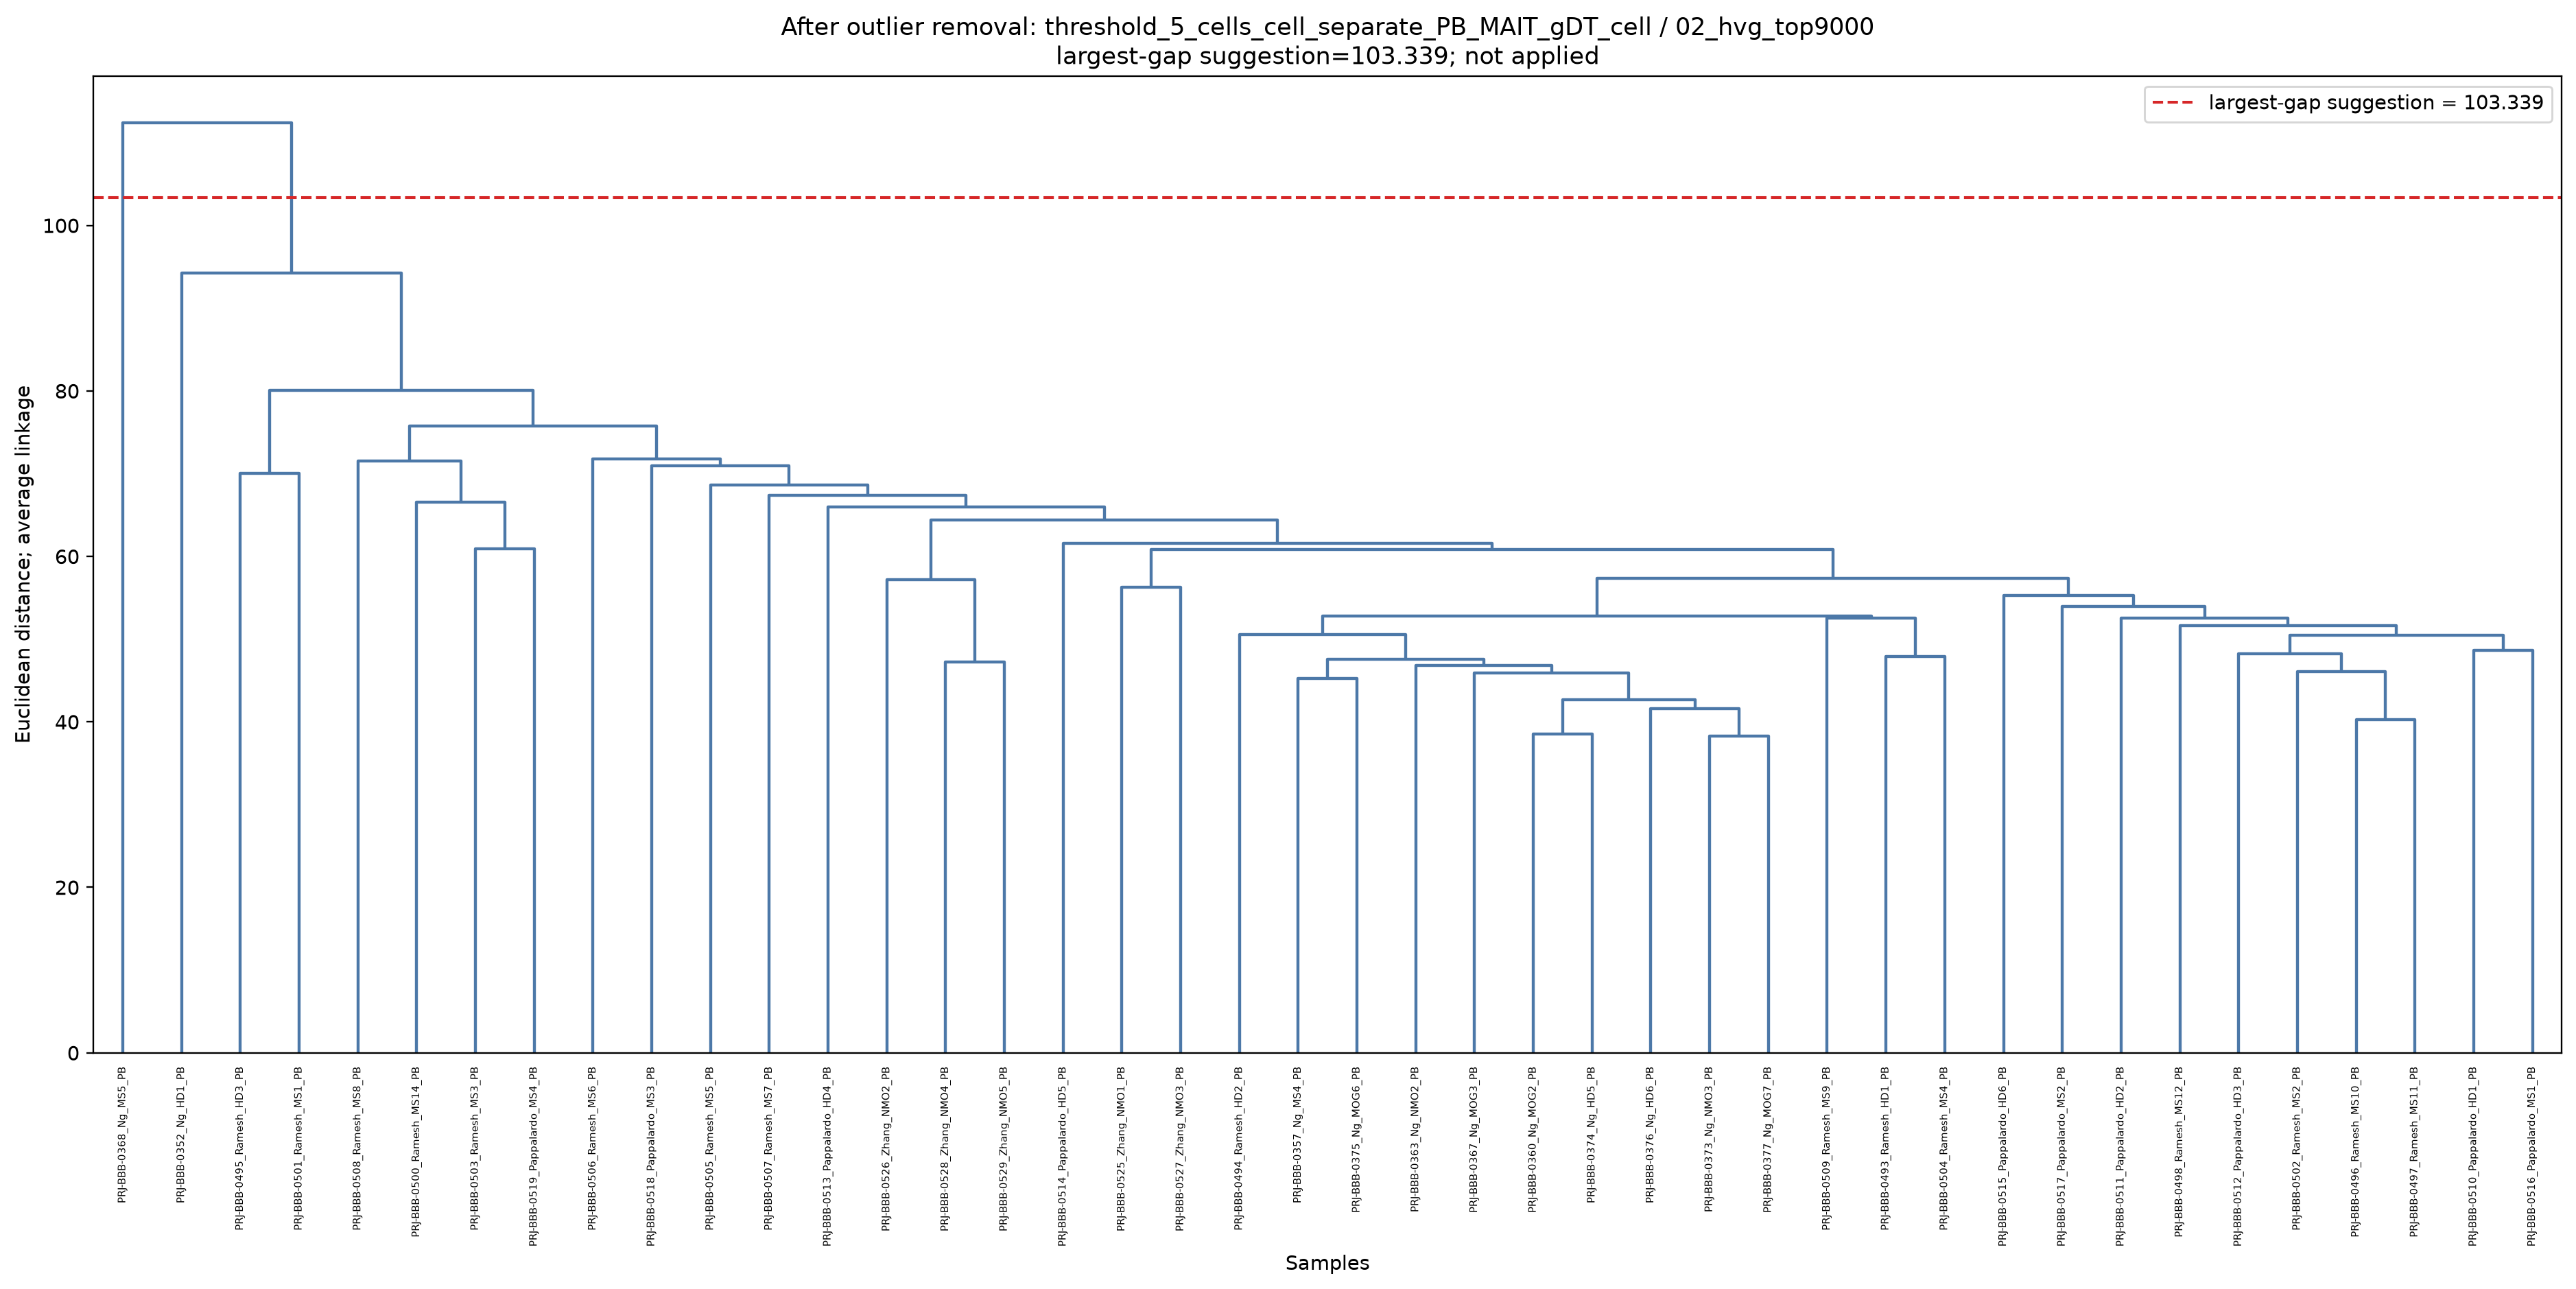 After outlier removal: threshold_5_cells_cell_separate_PB_MAIT_gDT_cell / 02_hvg_top9000
largest-gap suggestion=103.339; not applied
largest-gap suggestion = 103.339
Euclidean distance; average linkage
100
80
60
40
20
0
PRJ-BBB-0368_Ng_MS5_PB
PRJ-BBB-0352_Ng_HD1_PB
PRJ-BBB-0495_Ramesh_HD3_PB
PRJ-BBB-0501_Ramesh_MS1_PB
PRJ-BBB-0508_Ramesh_MS8_PB
PRJ-BBB-0500_Ramesh_MS14_PB
PRJ-BBB-0503_Ramesh_MS3_PB
PRJ-BBB-0519_Pappalardo_MS4_PB
PRJ-BBB-0506_Ramesh_MS6_PB
PRJ-BBB-0518_Pappalardo_MS3_PB
PRJ-BBB-0505_Ramesh_MS5_PB
PRJ-BBB-0507_Ramesh_MS7_PB
PRJ-BBB-0513_Pappalardo_HD4_PB
PRJ-BBB-0526_Zhang_NMO2_PB
PRJ-BBB-0528_Zhang_NMO4_PB
PRJ-BBB-0529_Zhang_NMO5_PB
PRJ-BBB-0514_Pappalardo_HD5_PB
PRJ-BBB-0525_Zhang_NMO1_PB
PRJ-BBB-0527_Zhang_NMO3_PB
PRJ-BBB-0494_Ramesh_HD2_PB
PRJ-BBB-0357_Ng_MS4_PB
PRJ-BBB-0375_Ng_MOG6_PB
PRJ-BBB-0363_Ng_NMO2_PB
PRJ-BBB-0367_Ng_MOG3_PB
PRJ-BBB-0360_Ng_MOG2_PB
PRJ-BBB-0374_Ng_HD5_PB
PRJ-BBB-0376_Ng_HD6_PB
PRJ-BBB-0373_Ng_NMO3_PB
PRJ-BBB-0377_Ng_MOG7_PB
PRJ-BBB-0509_Ramesh_MS9_PB
PRJ-BBB-0493_Ramesh_HD1_PB
PRJ-BBB-0504_Ramesh_MS4_PB
PRJ-BBB-0515_Pappalardo_HD6_PB
PRJ-BBB-0517_Pappalardo_MS2_PB
PRJ-BBB-0511_Pappalardo_HD2_PB
PRJ-BBB-0498_Ramesh_MS12_PB
PRJ-BBB-0512_Pappalardo_HD3_PB
PRJ-BBB-0502_Ramesh_MS2_PB
PRJ-BBB-0496_Ramesh_MS10_PB
PRJ-BBB-0497_Ramesh_MS11_PB
PRJ-BBB-0510_Pappalardo_HD1_PB
PRJ-BBB-0516_Pappalardo_MS1_PB
Samples